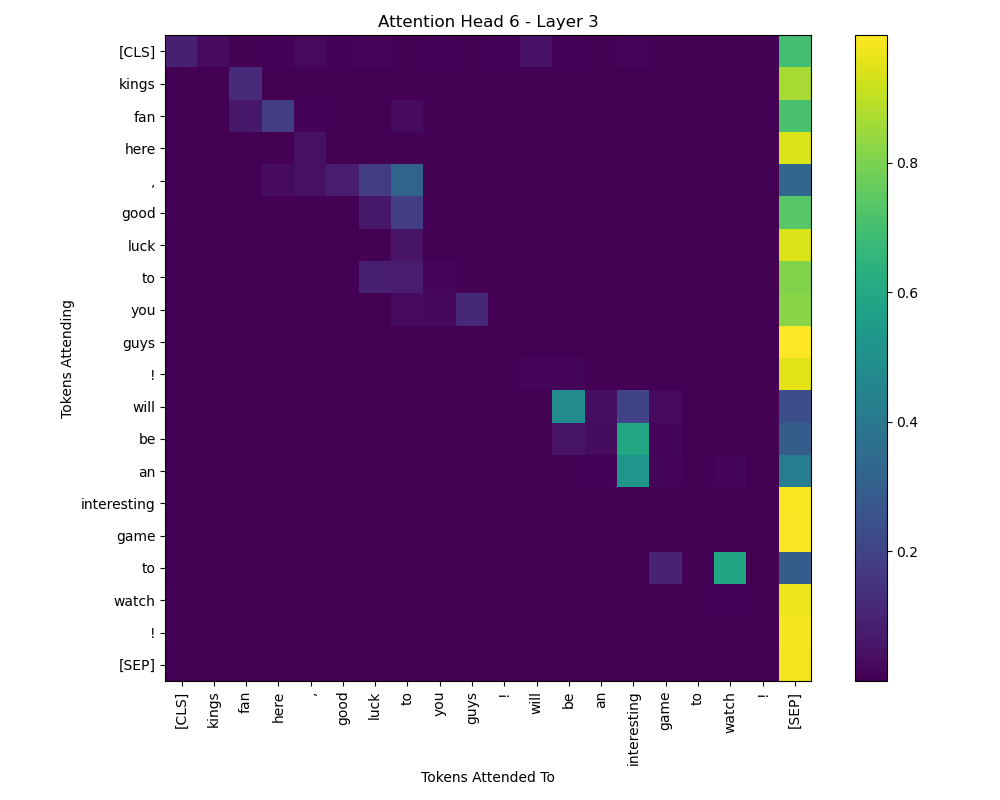 Attention Head 6 - Layer 3
Tokens Attending
[CLS]
kings
fan
here
,
good
luck
to
you
guys
!
will
be
an
interesting
game
to
watch
!
[SEP]
[CLS]
kings
fan
here
,
good
luck
to
you
guys
!
will
be
an
interesting
game
to
watch
!
[SEP]
Tokens Attended To
0.8
0.6
0.4
0.2